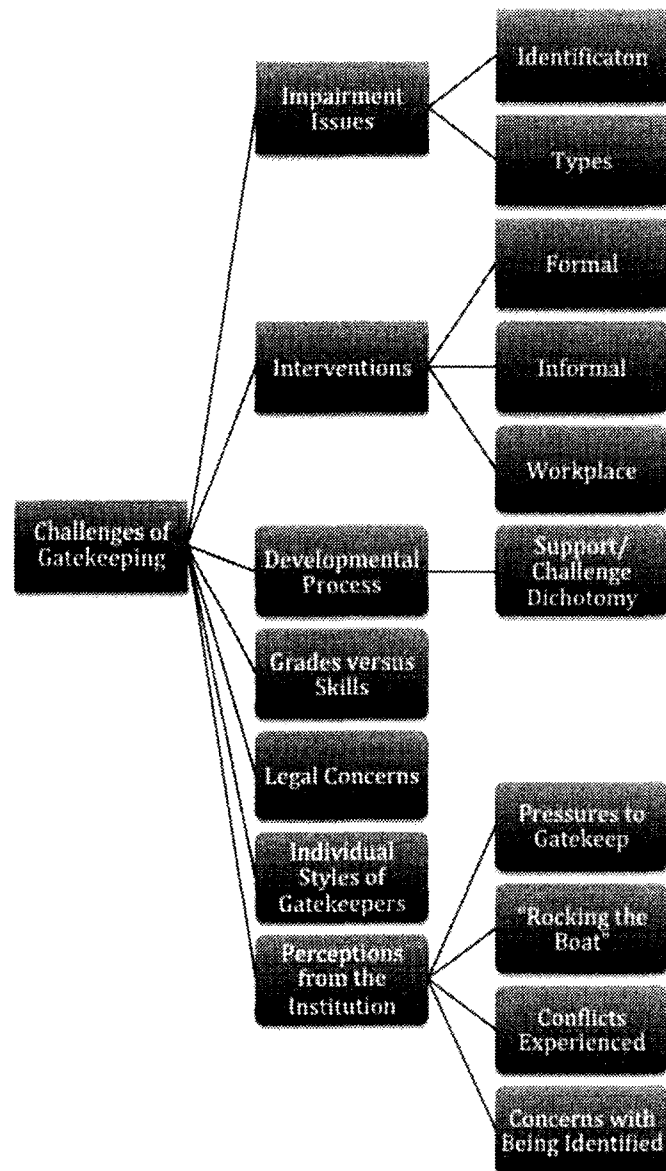 Identificaton
Impairment
Issues
Types
Formal
Interventions
Informal
Workplace
Challenges of
Gatekeeping
Developmental
Process
Support/
Challenge
Dichotomy
Grades versus
Skills
Legal Concerns
Individual
Styles of
Gatekeepers
Perceptions
from the
Institution
Pressures to
Gatekeep
"Rocking the
Boat"
Conflicts
Experienced
Concerns with
Being Identified